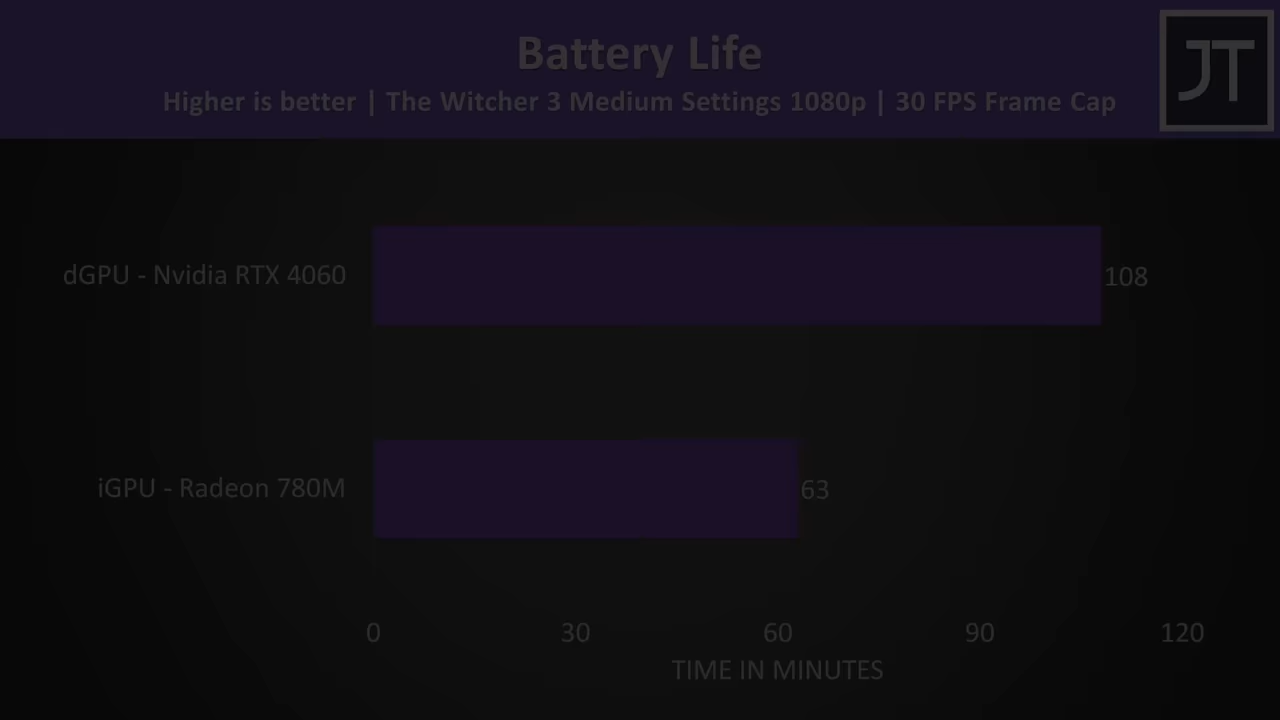 Battery Life
Higher is better | The Witcher 3 Medium Settings 1080p | 30 FPS Frame Cap
JT
dGPU - Nvidia RTX 4060
108
iGPU - Radeon 780M
63
0 30 60 90 120
TIME IN MINUTES